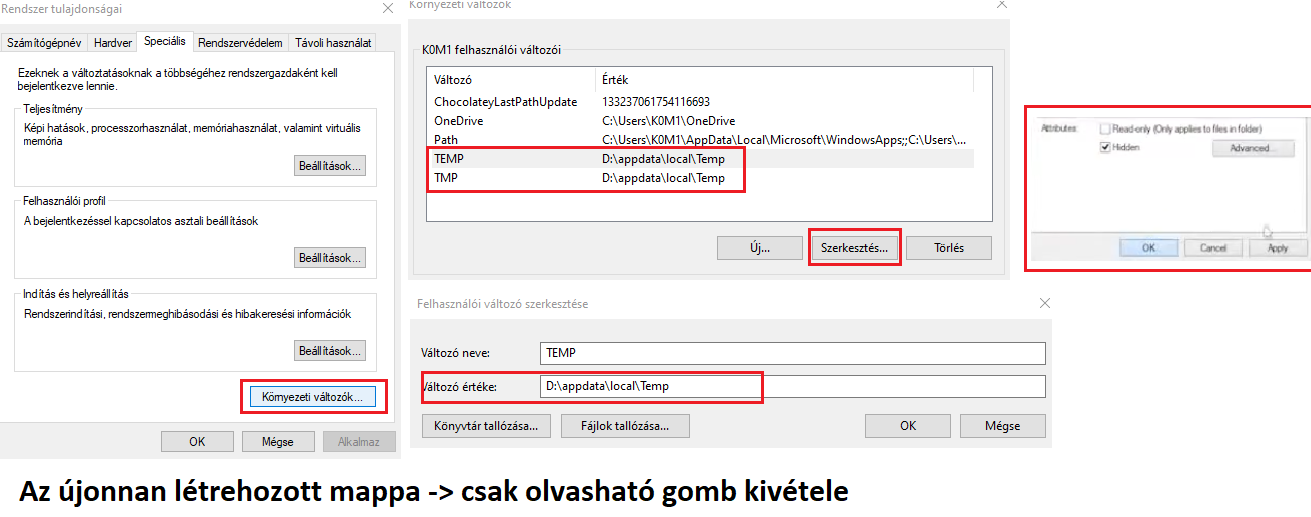 Rendszer tulajdonságai
Számítógépnév
Hardver
Speciális
Rendszervédelem
Távoli használat
Ezeknek a változtatásoknak a többségéhez rendszergazdaként kell
bejelentkezve lennie.
Teljesítmény
Képi hatások, processzorhasználat, memóriahasználat, valamint virtuális
memória
Beállítások...
Felhasználói profil
A bejelentkezéssel kapcsolatos asztali beállítások
Beállítások...
Indítás és helyreállítás
Rendszerindítási, rendszermeghibásodási és hibakeresési információk
Beállítások...
Környezeti változók...
OK
Mégse
Alkalmaz
Környezeti változók
K0M1 felhasználói változói
Változó Érték
ChocolateyLastPathUpdate 133237061754116693
OneDrive C:\Users\K0M1\OneDrive
Path C:\Users\K0M1\AppData\Local\Microsoft\WindowsApps;;C:\Users\...
TEMP D:\appdata\local\Temp
TMP D:\appdata\local\Temp
Új...
Szerkesztés...
Törlés
Felhasználói változó szerkesztése
Változó neve: TEMP
Változó értéke: D:\appdata\local\Temp
Könyvtár tallózása...
Fájlok tallózása...
OK
Mégse
Attributes: Read-only (Only applies to files in folder)
Hidden
Advanced...
OK
Cancel
Apply
Az újonnan létrehozott mappa -> csak olvasható gomb kivétele